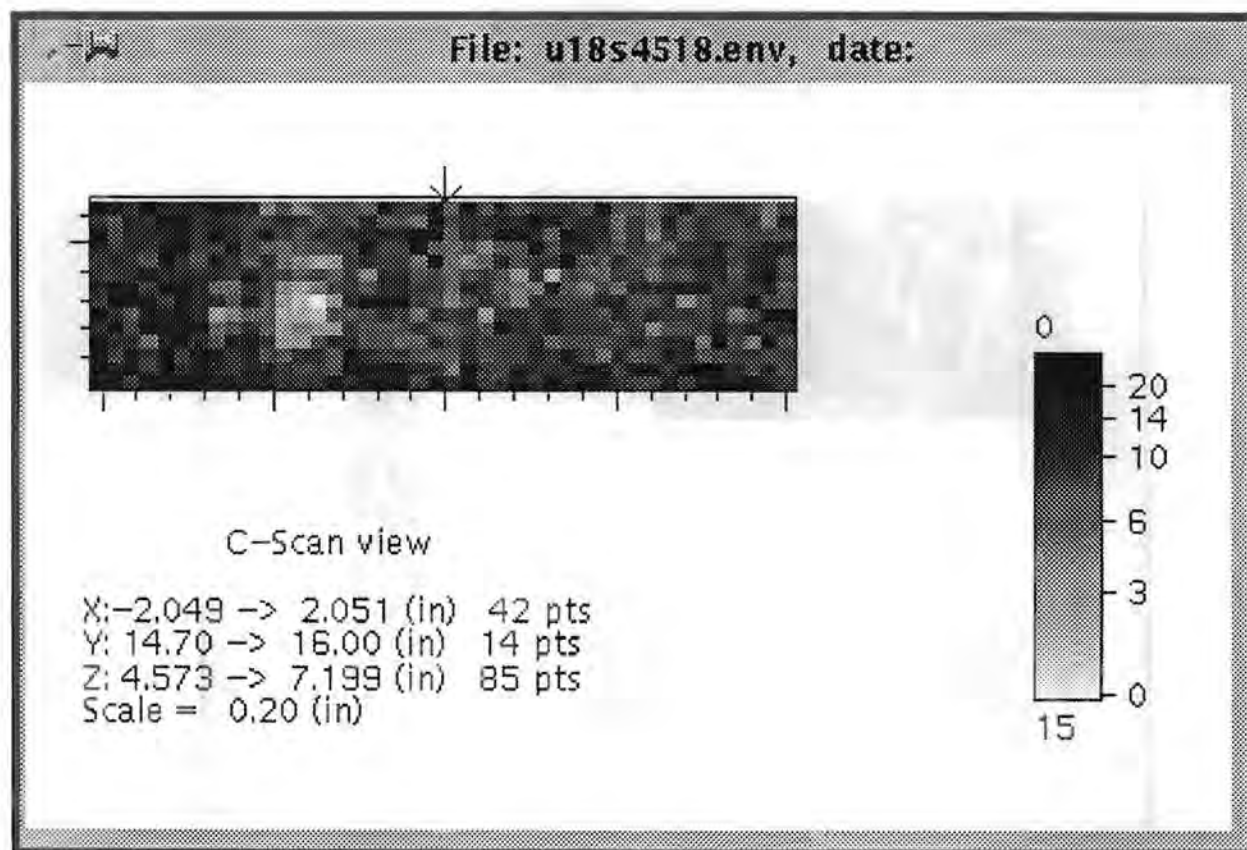 File: u18s4518.env, date:
0
20
14
10
6
3
0
15
C-Scan view
X:-2.049 -> 2.051 (in) 42 pts
Y: 14.70 -> 16.00 (in) 14 pts
Z: 4.573 -> 7.199 (in) 85 pts
Scale = 0.20 (in)